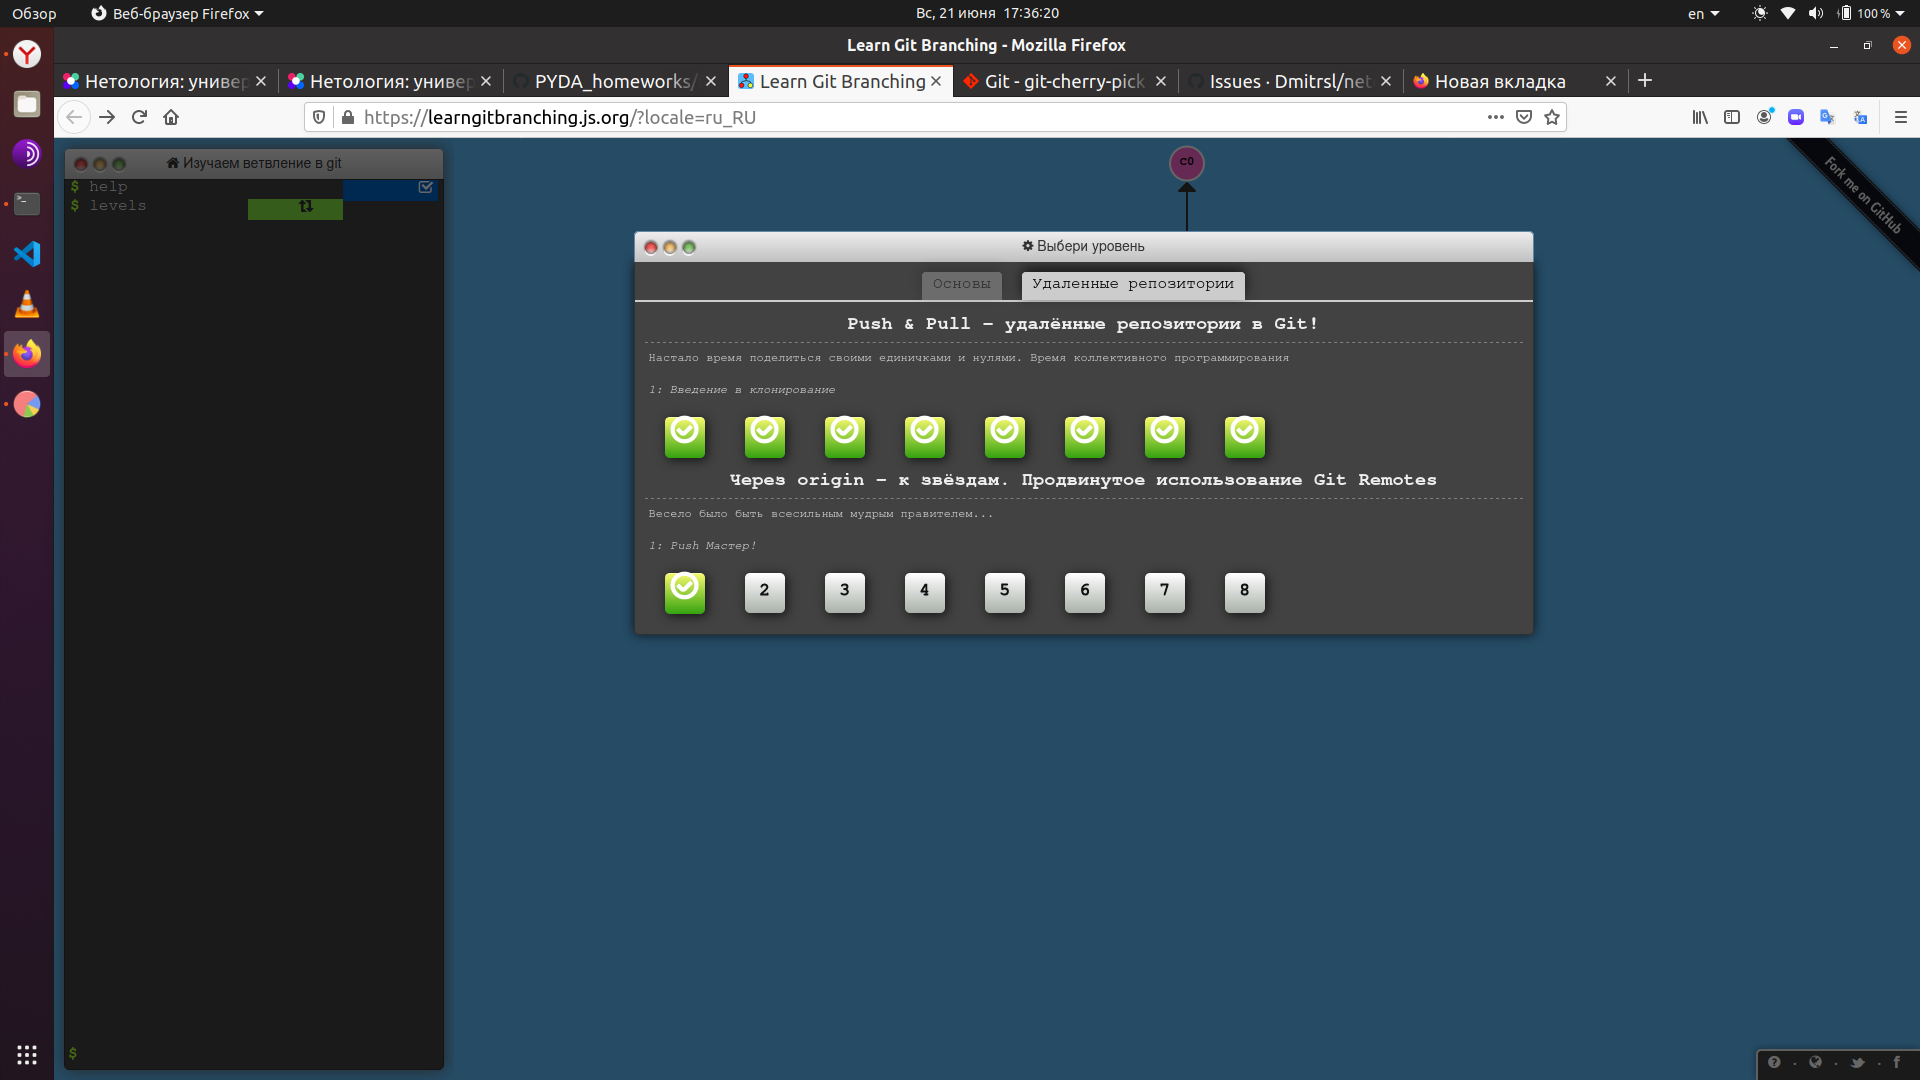 Обзор
Веб-браузер Firefox
Вс, 21 июня 17:36:20
en
100 %
Learn Git Branching - Mozilla Firefox
Нетология: универ
Нетология: универ
PYDA_homeworks/
Learn Git Branching
Git - git-cherry-pick
Issues · Dmitrsl/net
Новая вкладка
https://learngitbranching.js.org/?locale=ru_RU
Изучаем ветвление в git
$ help
$ levels
$
C0
Fork me on GitHub
Выбери уровень
Основы
Удаленные репозитории
Push & Pull - удалённые репозитории в Git!
Настало время поделиться своими единичками и нулями. Время коллективного программирования
1: Введение в клонирование
Через origin - к звёздам. Продвинутое использование Git Remotes
Весело было быть всесильным мудрым правителем...
1: Push Мастер!
2 3 4 5 6 7 8